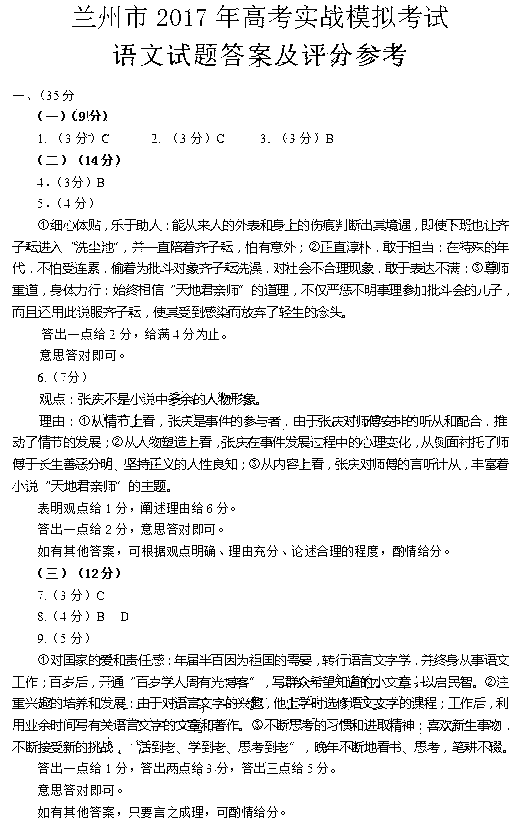 兰州市 2017 年高考实战模拟考试
语文试题答案及评分参考
一、(35分
(一)(9分)
1. (3分)C 2. (3分)C 3. (3分)B
(二)(14分)
4.(3分)B
5.(4分)
①细心体贴,乐于助人:能从来人的外表和身上的伤痕判断出其境遇,即使下班也让齐
子耘进入“洗尘池”,并一直陪着齐子耘,怕有意外;②正直淳朴,敢于担当:在特殊的年
代,不怕受连累,偷着为批斗对象齐子耘洗澡,对社会不合理现象,敢于表达不满;③尊师
重道,身体力行:始终相信“天地君亲师”的道理,不仅严惩不明事理参加批斗会的儿子,
而且还用此说服齐子耘,使其受到感染而放弃了轻生的念头。
答出一点给2分,给满4分为止。
意思答对即可。
6.(7分)
观点:张庆不是小说中多余的人物形象。
理由:①从情节上看,张庆是事件的参与者,由于张庆对师傅安排的听从和配合,推
动了情节的发展;②从人物塑造上看,张庆在事件发展过程中的心理变化,从侧面衬托了师
傅于长生善恶分明、坚持正义的人性良知;③从内容上看,张庆对师傅的言听计从,丰富着
小说“天地君亲师”的主题。
表明观点给1分,阐述理由给6分。
答出一点给2分,意思答对即可。
如有其他答案,可根据观点明确、理由充分、论述合理的程度,酌情给分。
(三)(12分)
7.(3分)C
8.(4分)B D
9.(5分)
①对国家的爱和责任感:年届半百因为祖国的需要,转行语言文字学,并终身从事语文
工作;百岁后,开通“百岁学人周有光博客”,写群众希望知道的小文章,以启民智。②注
重兴趣的培养和发展:由于对语言文字的兴趣,他上学时选修语文文字的课程;工作后,利
用业余时间写有关语言文字的文章和著作。③不断思考的习惯和进取精神:喜欢新生事物,
不断接受新的挑战,“活到老、学到老、思考到老”,晚年不断地看书、思考,笔耕不辍。
答出一点给1分,答出两点给3分,答出三点给5分。
意思答对即可。
如有其他答案,只要言之成理,可酌情给分。